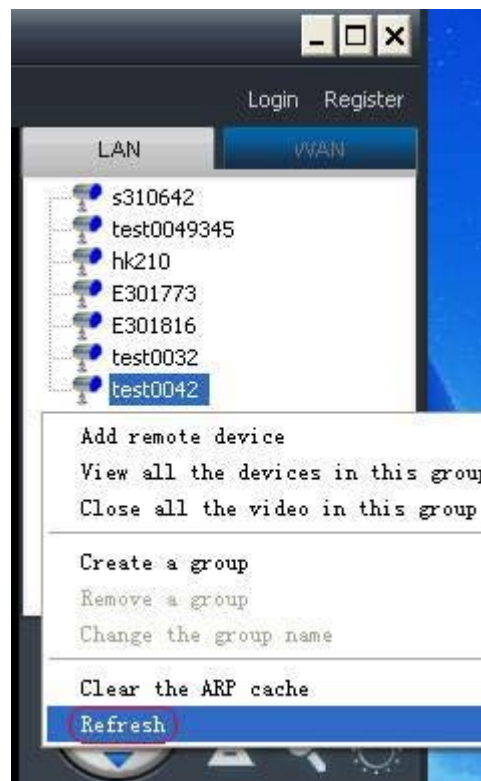 Login Register
LAN WAN
s310642
test0049345
hk210
E301773
E301816
test0032
test0042
Add remote device
View all the devices in this group
Close all the video in this group
Create a group
Remove a group
Change the group name
Clear the ARP cache
Refresh